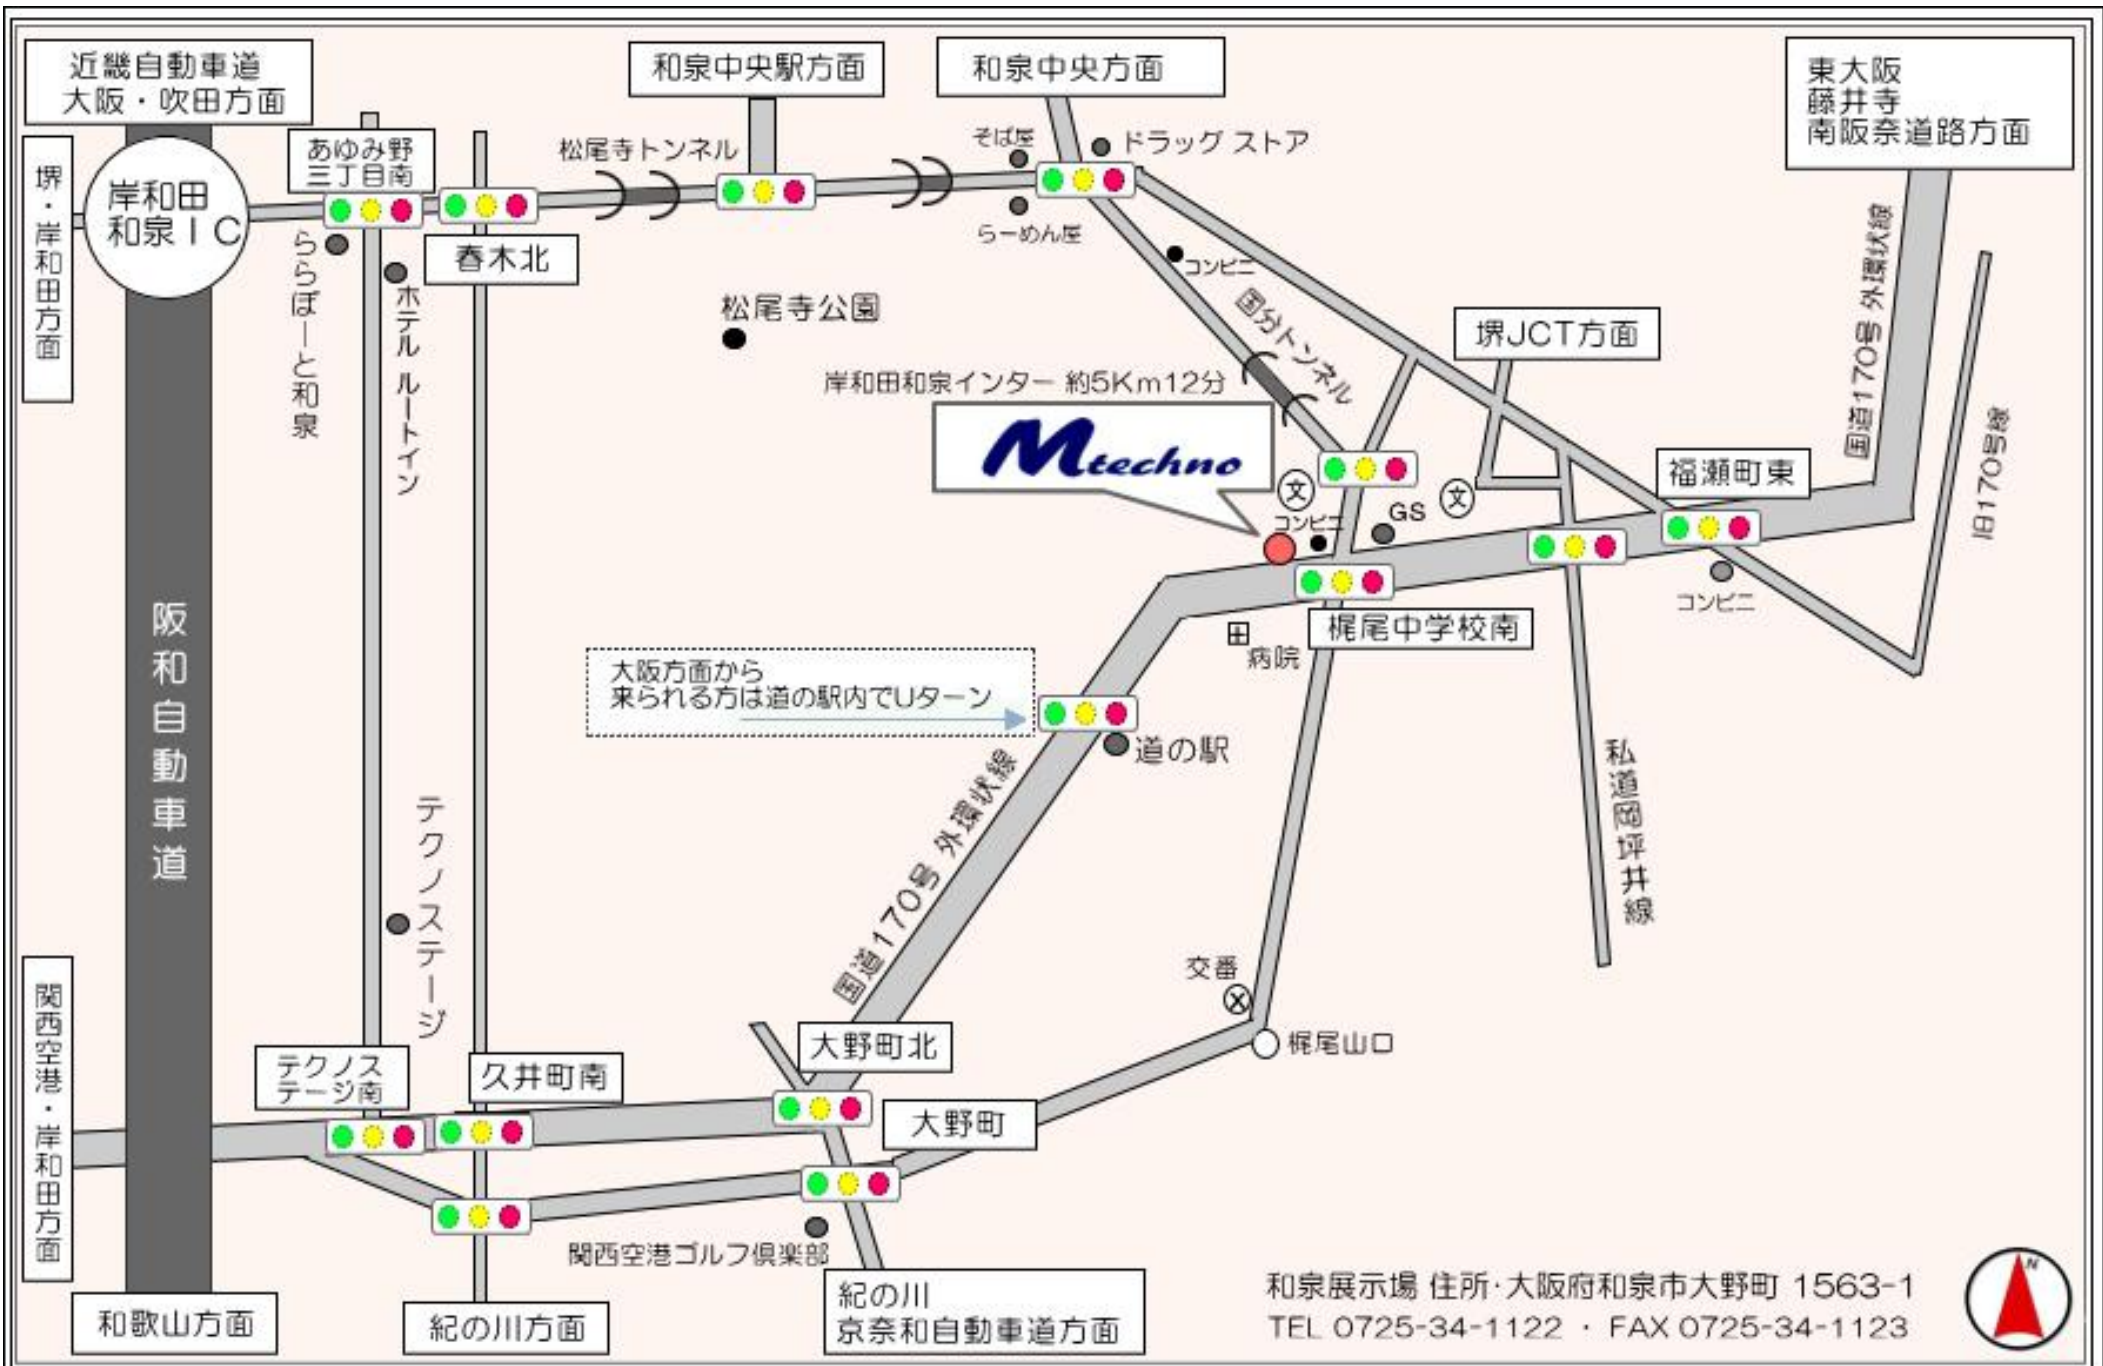 近畿自動車道
大阪・吹田方面
和泉中央駅方面
和泉中央方面
東大阪
藤井寺
南阪奈道路方面
堺・岸和田方面
岸和田
和泉IC
あゆみ野
三丁目南
松尾寺トンネル
そば屋
ドラッグ ストア
らーめん屋
春木北
ららぽーと和泉
ホテル ルートイン
松尾寺公園
コンビニ
国分トンネル
堺JCT方面
国道170号 外環状線
旧170号線
岸和田和泉インター 約5Km12分
Mtechno
文
コンビニ
GS
文
福瀬町東
コンビニ
梶尾中学校南
病院
大阪方面から
来られる方は道の駅内でUターン
道の駅
阪和自動車道
テクノステージ
国道170号 外環状線
私道岡坪井線
交番
梶尾山口
関西空港・岸和田方面
テクノス
テージ南
久井町南
大野町北
大野町
関西空港ゴルフ倶楽部
和歌山方面
紀の川方面
紀の川
京奈和自動車道方面
和泉展示場 住所・大阪府和泉市大野町 1563-1
TEL 0725-34-1122 ・ FAX 0725-34-1123
N